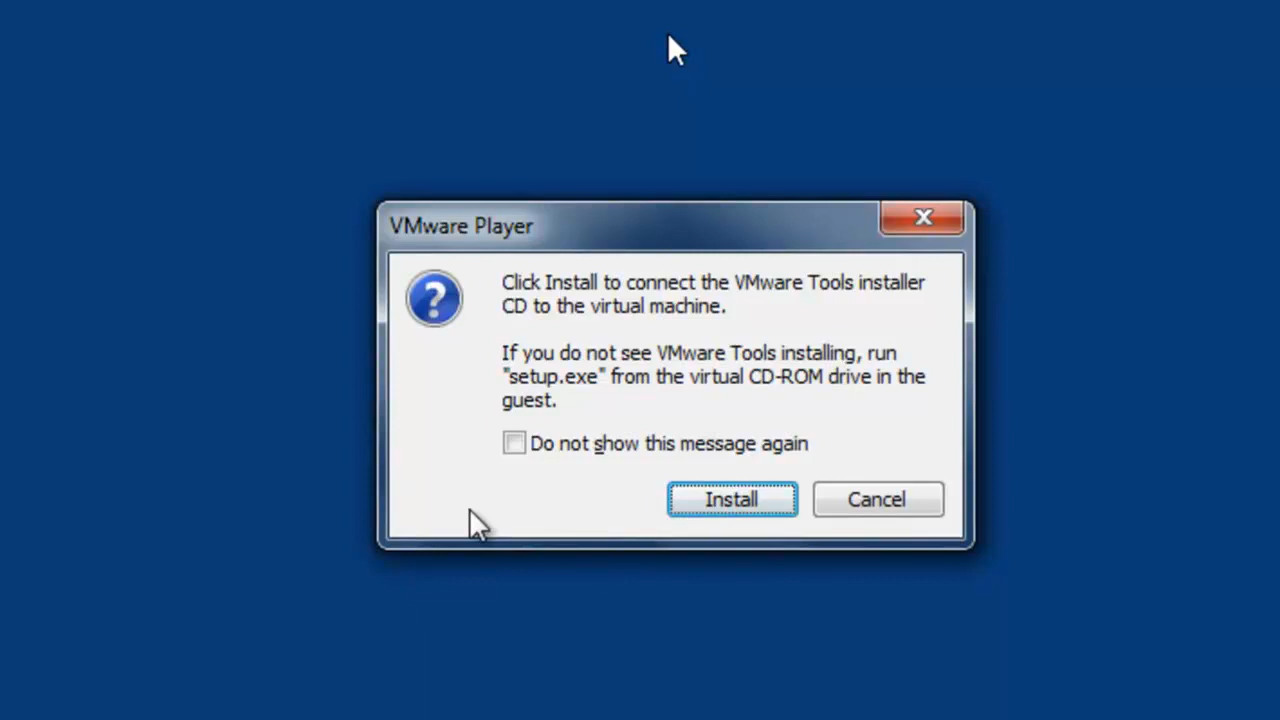 VMware Player
Click Install to connect the VMware Tools installer
CD to the virtual machine.
If you do not see VMware Tools installing, run
"setup.exe" from the virtual CD-ROM drive in the
guest.
Do not show this message again
Install
Cancel